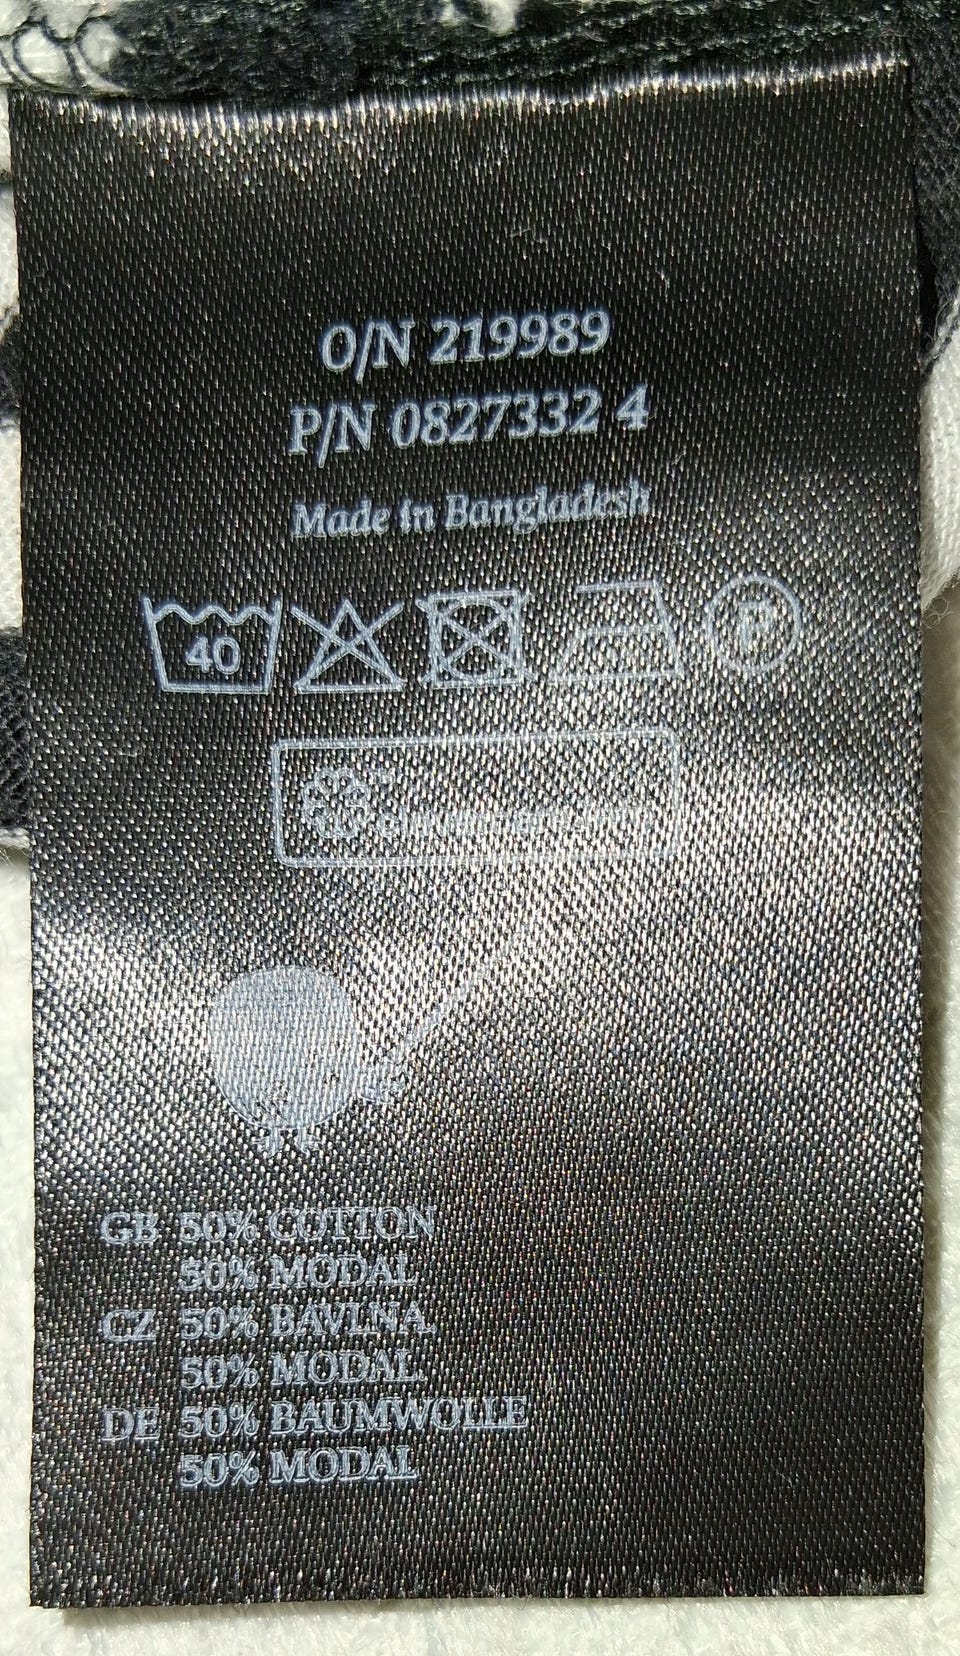 O/N 219989
P/N 0827332 4
Made in Bangladesh
40
P
GB 50% COTTON
50% MODAL
CZ 50% BAVLNA
50% MODAL
DE 50% BAUMWOLLE
50% MODAL